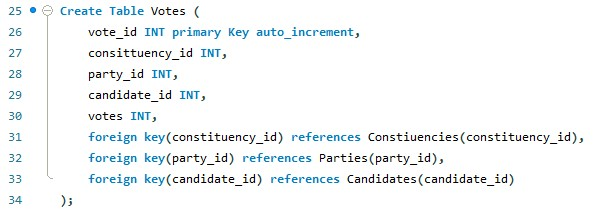 25 Create Table Votes (
26 vote_id INT primary Key auto_increment,
27 consittuency_id INT,
28 party_id INT,
29 candidate_id INT,
30 votes INT,
31 foreign key(constituency_id) references Constiuencies(constituency_id),
32 foreign key(party_id) references Parties(party_id),
33 foreign key(candidate_id) references Candidates(candidate_id)
34 );